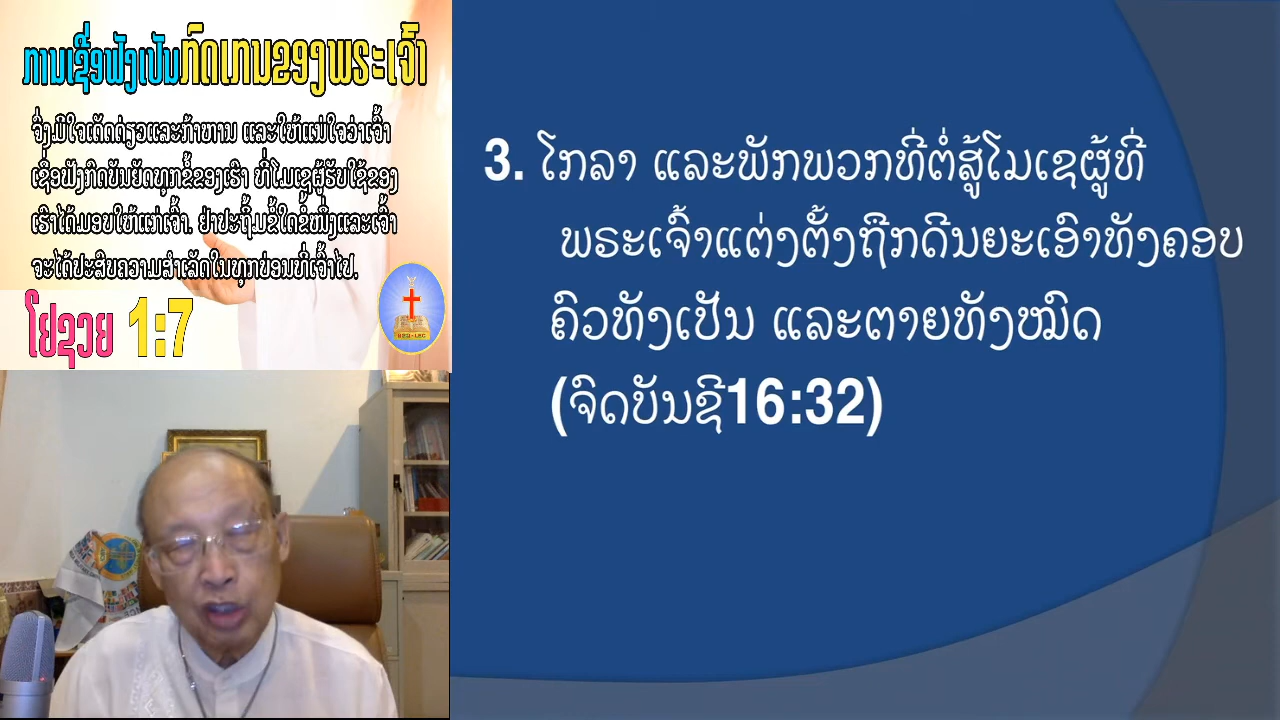 ການເຊື່ອຟັງເປັນກົດເກນຂອງພຣະເຈົ້າ
ຈົ່ງມີໃຈເດັດດ່ຽວແລະກ້າຫານ ແລະໃຫ້ແນ່ໃຈວ່າເຈົ້າ
ເຊື່ອຟັງກົດບັນຍັດທຸກຂໍ້ຂອງເຮົາ ທີ່ໂມເຊຜູ້ຮັບໃຊ້ຂອງ
ເຮົາໄດ້ມອບໃຫ້ແກ່ເຈົ້າ. ຢ່າປະຖິ້ມຂໍ້ໃດຂໍ້ໜຶ່ງແລະເຈົ້າ
ຈະໄດ້ປະສົບຄວາມສຳເລັດໃນທຸກບ່ອນທີ່ເຈົ້າໄປ.
ໂຢຊວຍ 1:7
3. ໂກລາ ແລະພັກພວກທີ່ຕໍ່ສູ້ໂມເຊຜູ້ທີ່
ພຣະເຈົ້າແຕ່ງຕັ້ງຖືກດິນຍະເອົາທັງຄອບ
ຄົວທັງເປັນ ແລະຕາຍທັງໝົດ
(ຈົດບັນຊີ16:32)